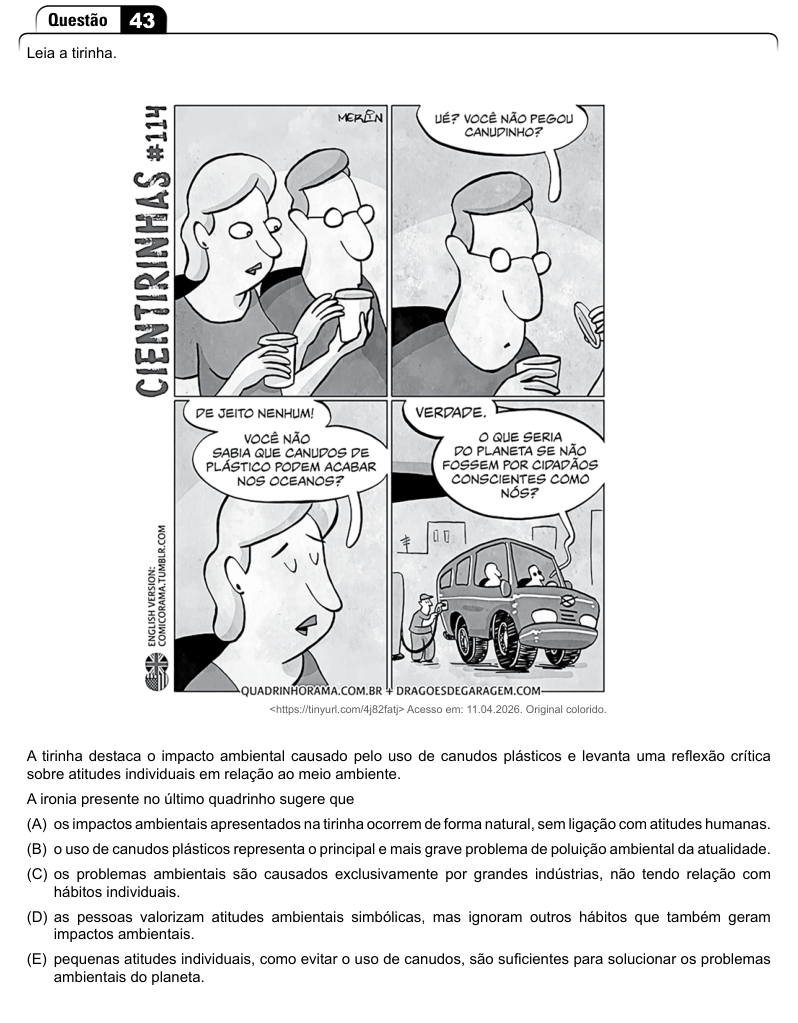 Questão 43
Leia a tirinha.
CIENTIRINHAS #114
MERLIN
UÉ? VOCÊ NÃO PEGOU
CANUDINHO?
DE JEITO NENHUM!
VOCÊ NÃO
SABIA QUE CANUDOS DE
PLÁSTICO PODEM ACABAR
NOS OCEANOS?
VERDADE.
O QUE SERIA
DO PLANETA SE NÃO
FOSSEM POR CIDADÃOS
CONSCIENTES COMO
NÓS?
ENGLISH VERSION:
COMICORAMA.TUMBLR.COM
QUADRINHORAMA.COM.BR + DRAGOESDEGARAGEM.COM
<https://tinyurl.com/4j82fatj> Acesso em: 11.04.2026. Original colorido.
A tirinha destaca o impacto ambiental causado pelo uso de canudos plásticos e levanta uma reflexão crítica
sobre atitudes individuais em relação ao meio ambiente.
A ironia presente no último quadrinho sugere que
(A) os impactos ambientais apresentados na tirinha ocorrem de forma natural, sem ligação com atitudes humanas.
(B) o uso de canudos plásticos representa o principal e mais grave problema de poluição ambiental da atualidade.
(C) os problemas ambientais são causados exclusivamente por grandes indústrias, não tendo relação com
hábitos individuais.
(D) as pessoas valorizam atitudes ambientais simbólicas, mas ignoram outros hábitos que também geram
impactos ambientais.
(E) pequenas atitudes individuais, como evitar o uso de canudos, são suficientes para solucionar os problemas
ambientais do planeta.